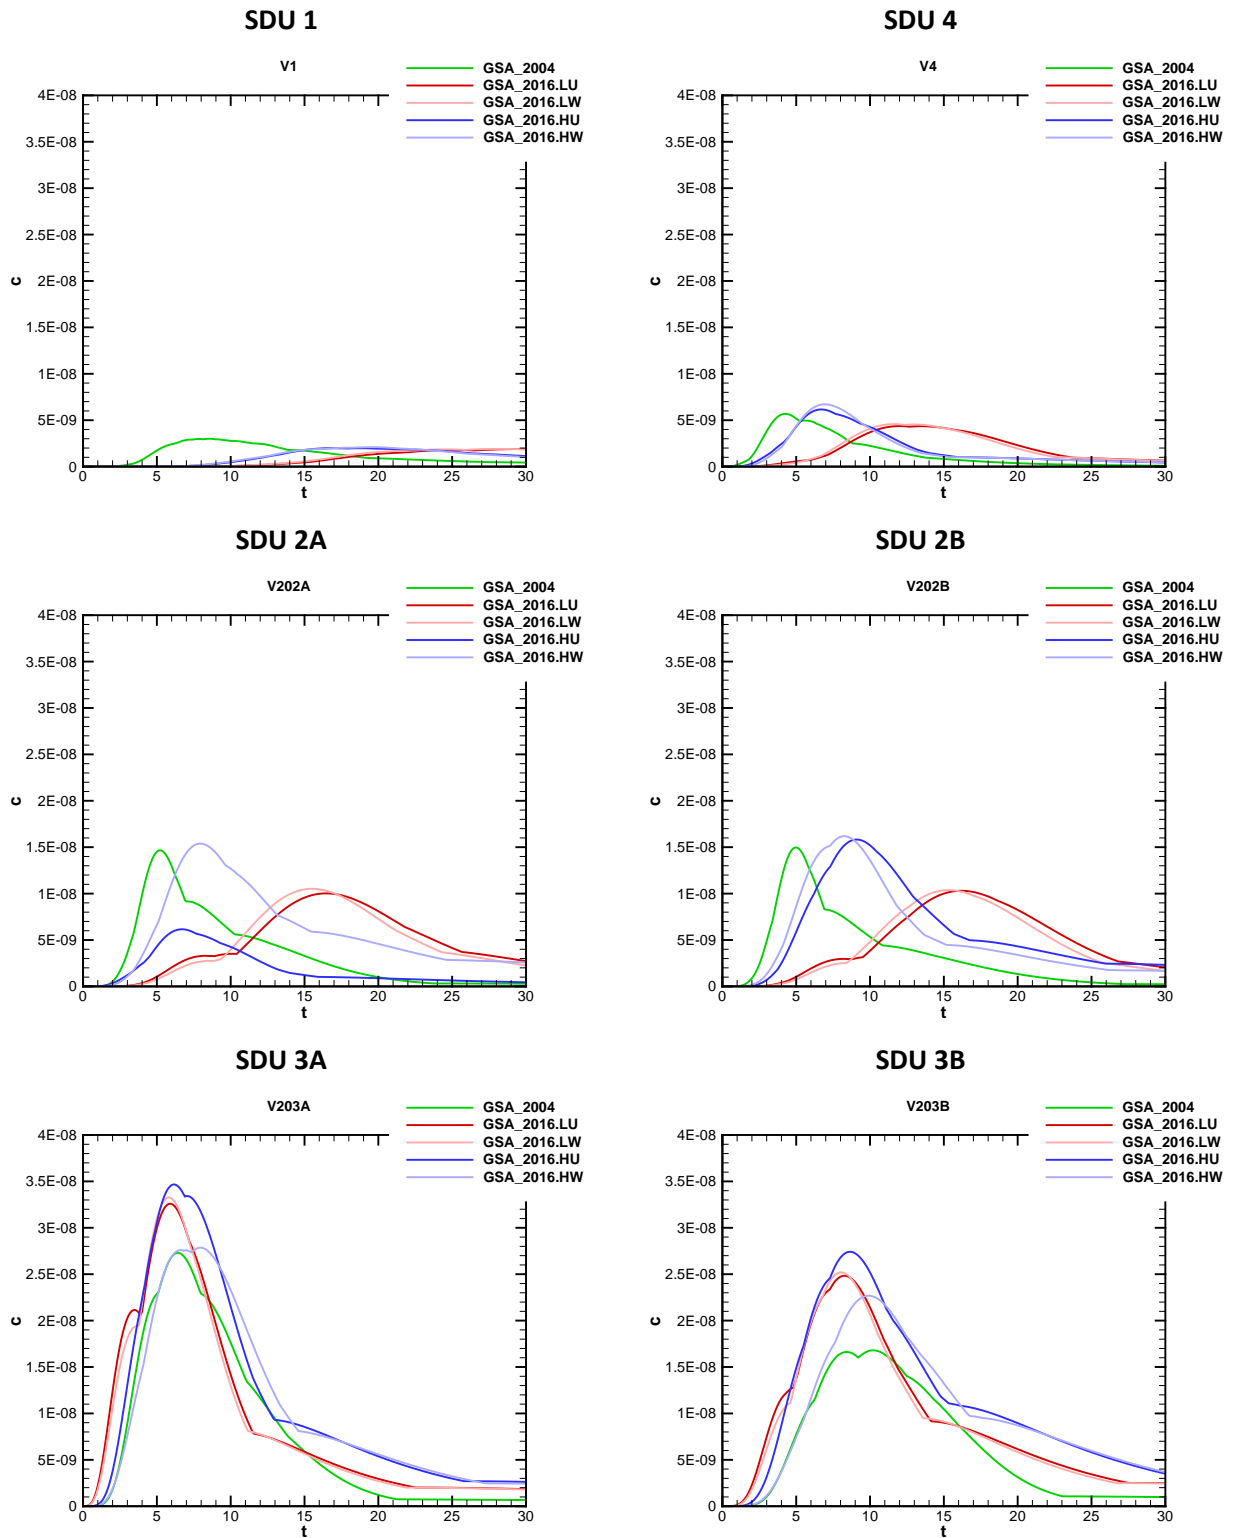 SDU 1
V1
GSA_2004
GSA_2016.LU
GSA_2016.LW
GSA_2016.HU
GSA_2016.HW
4E-08
3.5E-08
3E-08
2.5E-08
2E-08
1.5E-08
1E-08
5E-09
0
c
0 5 10 15 20 25 30
t
SDU 4
V4
GSA_2004
GSA_2016.LU
GSA_2016.LW
GSA_2016.HU
GSA_2016.HW
4E-08
3.5E-08
3E-08
2.5E-08
2E-08
1.5E-08
1E-08
5E-09
0
c
0 5 10 15 20 25 30
t
SDU 2A
V202A
GSA_2004
GSA_2016.LU
GSA_2016.LW
GSA_2016.HU
GSA_2016.HW
4E-08
3.5E-08
3E-08
2.5E-08
2E-08
1.5E-08
1E-08
5E-09
0
c
0 5 10 15 20 25 30
t
SDU 2B
V202B
GSA_2004
GSA_2016.LU
GSA_2016.LW
GSA_2016.HU
GSA_2016.HW
4E-08
3.5E-08
3E-08
2.5E-08
2E-08
1.5E-08
1E-08
5E-09
0
c
0 5 10 15 20 25 30
t
SDU 3A
V203A
GSA_2004
GSA_2016.LU
GSA_2016.LW
GSA_2016.HU
GSA_2016.HW
4E-08
3.5E-08
3E-08
2.5E-08
2E-08
1.5E-08
1E-08
5E-09
0
c
0 5 10 15 20 25 30
t
SDU 3B
V203B
GSA_2004
GSA_2016.LU
GSA_2016.LW
GSA_2016.HU
GSA_2016.HW
4E-08
3.5E-08
3E-08
2.5E-08
2E-08
1.5E-08
1E-08
5E-09
0
c
0 5 10 15 20 25 30
t